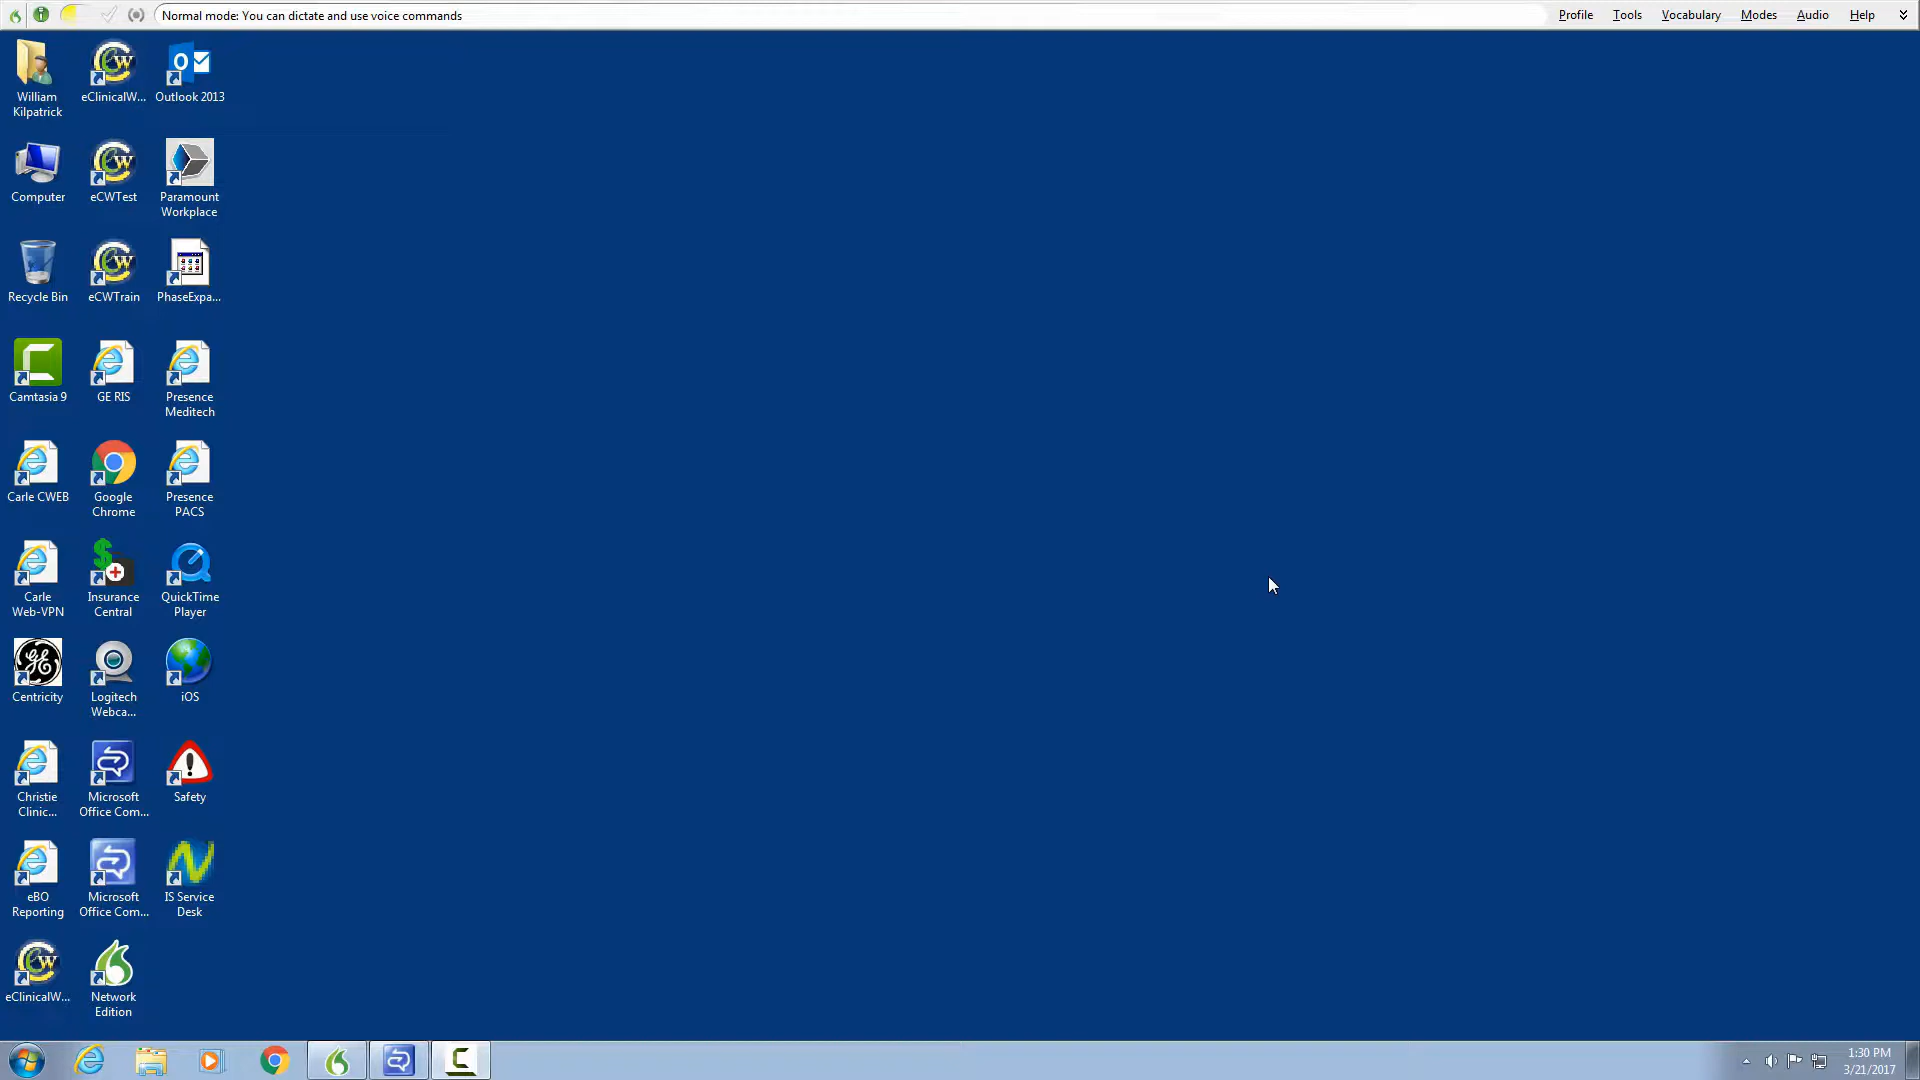 Normal mode: You can dictate and use voice commands
Profile Tools Vocabulary Modes Audio Help
William
Kilpatrick
eClinicalW...
Outlook 2013
Computer
eCWTest
Paramount
Workplace
Recycle Bin
eCWTrain
PhaseExpa...
Camtasia 9
GE RIS
Presence
Meditech
Carle CWEB
Google
Chrome
Presence
PACS
Carle
Web-VPN
Insurance
Central
QuickTime
Player
Centricity
Logitech
Webca...
iOS
Christie
Clinic...
Microsoft
Office Com...
Safety
eBO
Reporting
Microsoft
Office Com...
IS Service
Desk
eClinicalW...
Network
Edition
1:30 PM
3/21/2017